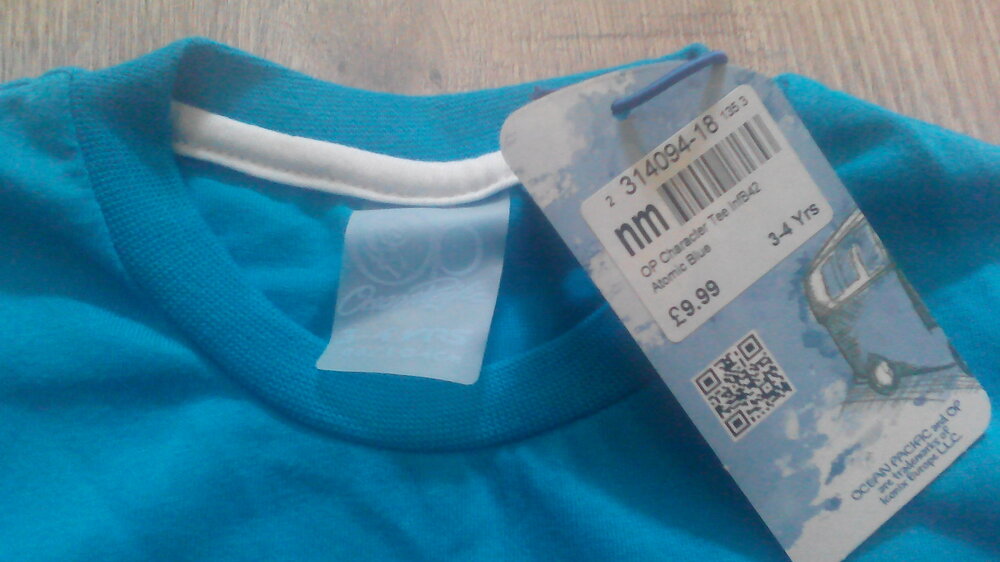 2 314094-18 135 3
nm
OP Character Tee InfB42
Atomic Blue
3-4 Yrs
£9.99
OCEAN PACIFIC and OP
are trademarks of
Iconix Europe LLC.